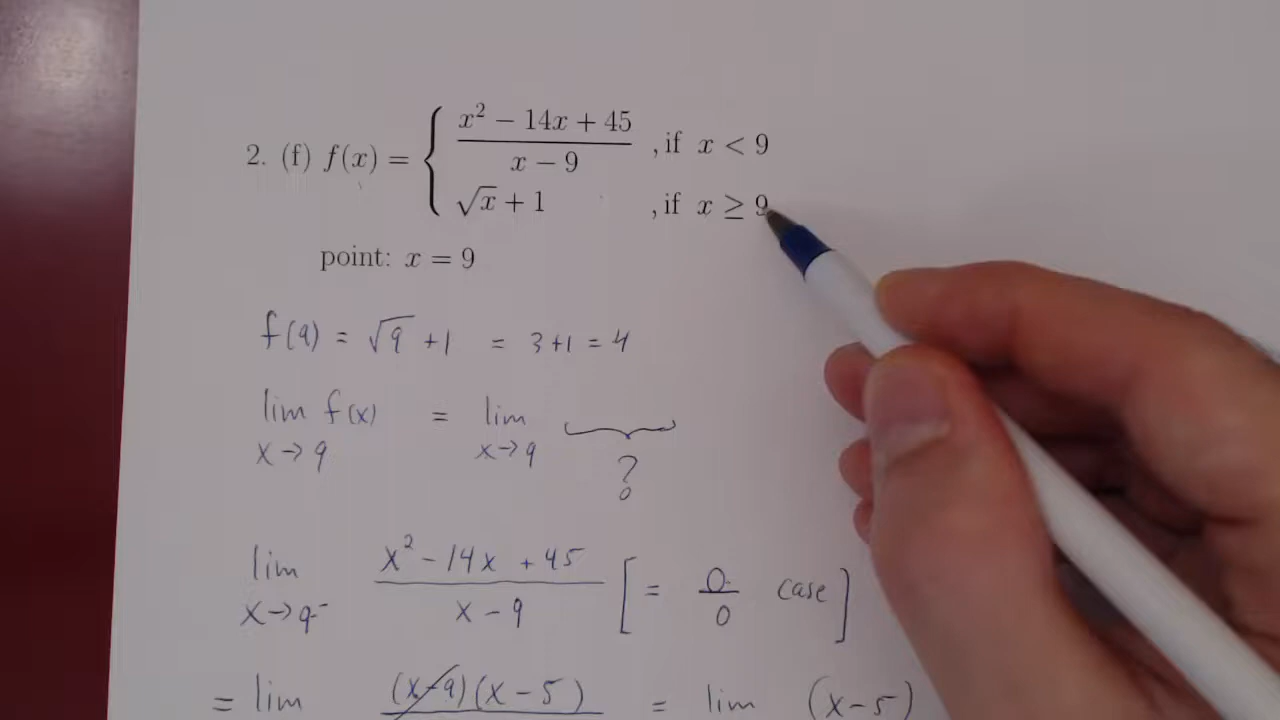 2. (f) f(x) = { x² − 14x + 45 / x − 9 , if x < 9
√x + 1 , if x ≥ 9
point: x = 9
f(9) = √9 + 1 = 3+1 = 4
lim x→9 f(x) = lim x→9 ?
lim x→9⁻ x² − 14x + 45 / x − 9 [ = 0/0 case ]
= lim (x−9)(x−5) = lim (x−5)